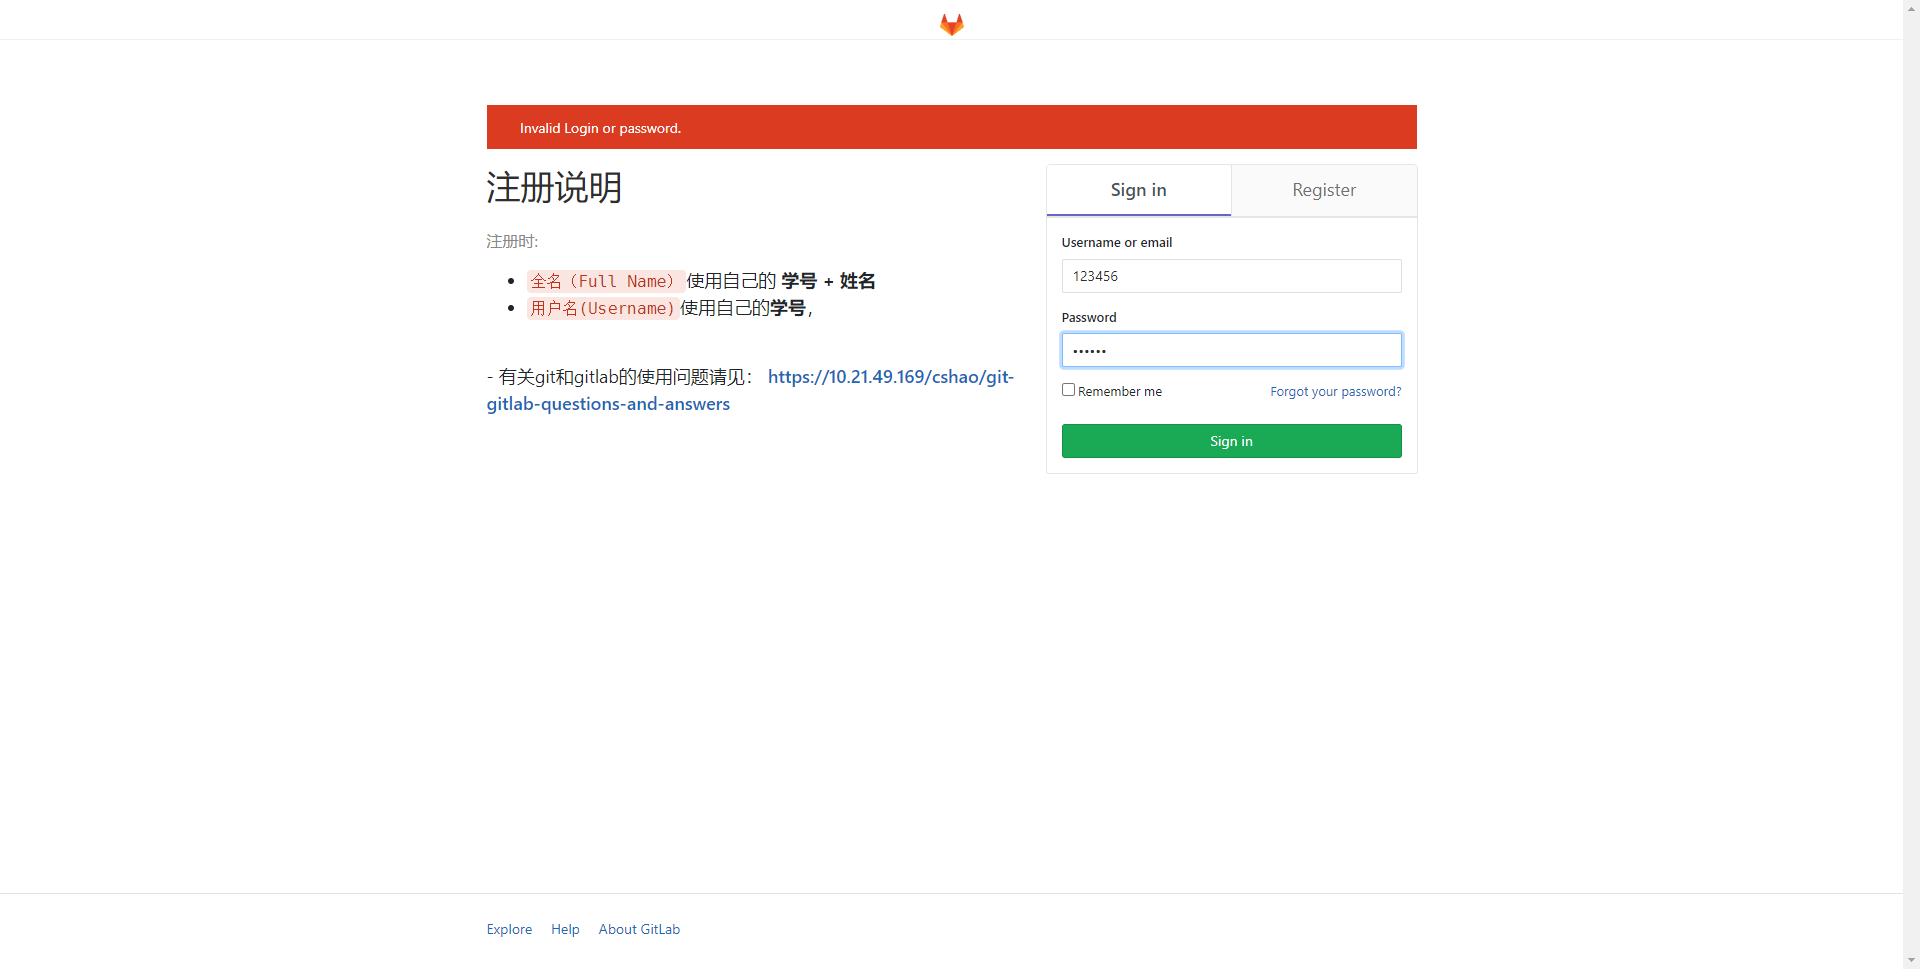 Invalid Login or password.
注册说明
注册时:
全名（Full Name）使用自己的 学号 + 姓名
用户名(Username)使用自己的学号，
- 有关git和gitlab的使用问题请见： https://10.21.49.169/cshao/git-
gitlab-questions-and-answers
Sign in
Register
Username or email
123456
Password
••••••
Remember me
Forgot your password?
Sign in
Explore
Help
About GitLab